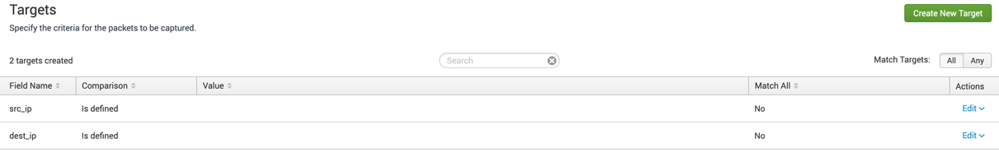 Targets
Create New Target
Specify the criteria for the packets to be captured.
2 targets created Search Match Targets: All Any
Field Name Comparison Value Match All Actions
src_ip Is defined No Edit
dest_ip Is defined No Edit